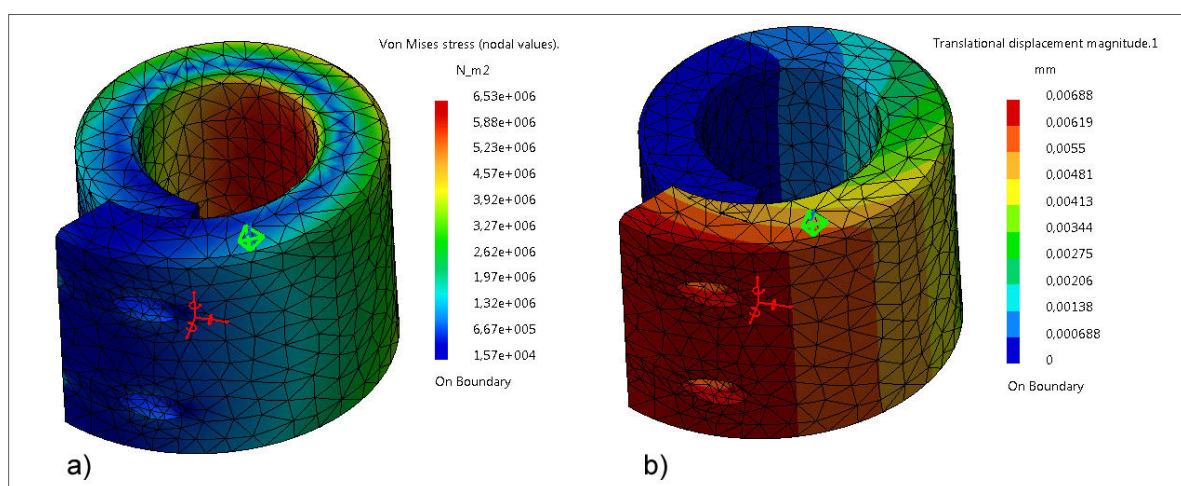 Von Mises stress (nodal values).
N_m2
6,53e+006
5,88e+006
5,23e+006
4,57e+006
3,92e+006
3,27e+006
2,62e+006
1,97e+006
1,32e+006
6,67e+005
1,57e+004
On Boundary
a)
Translational displacement magnitude.1
mm
0,00688
0,00619
0,0055
0,00481
0,00413
0,00344
0,00275
0,00206
0,00138
0,000688
0
On Boundary
b)